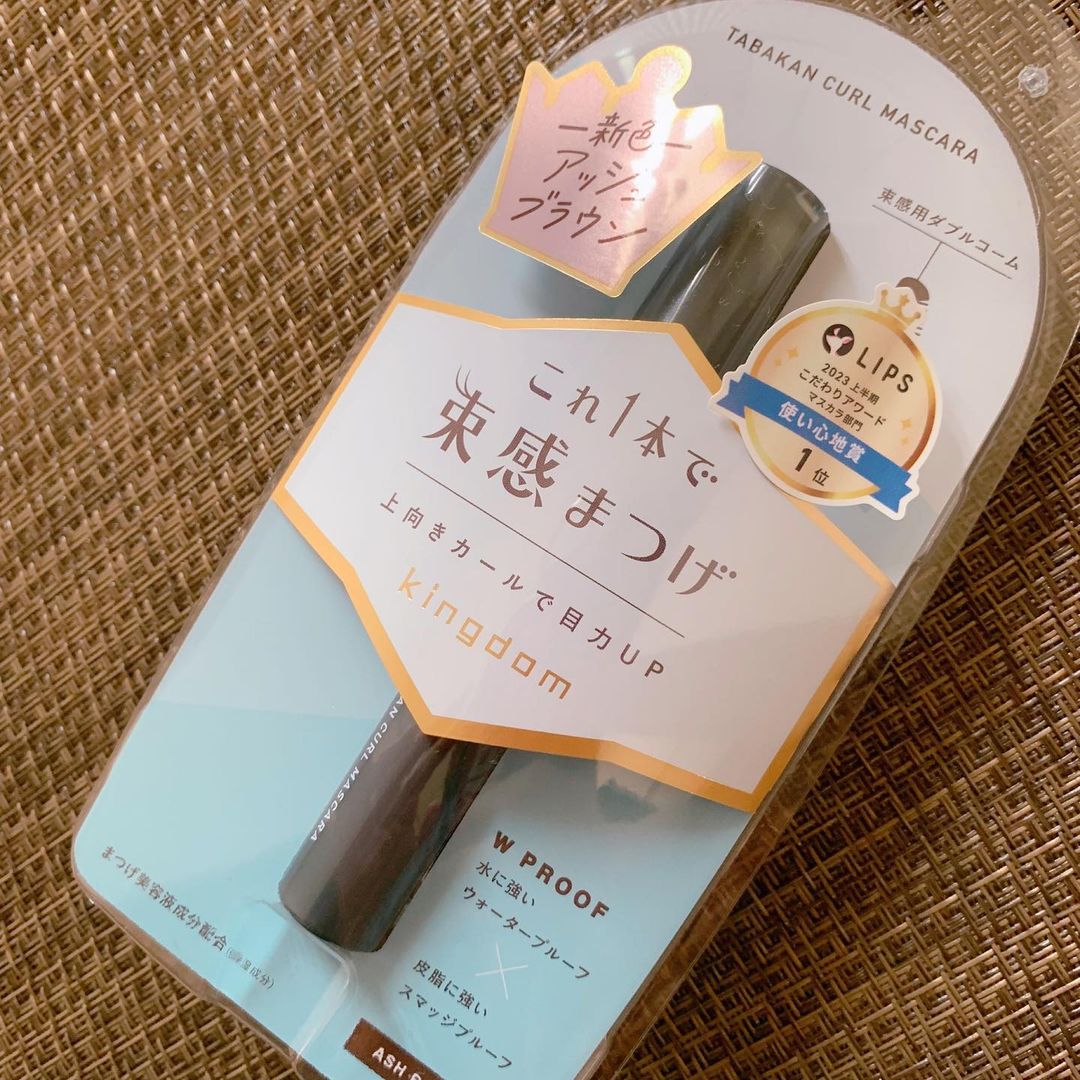 TABAKAN CURL MASCARA
束感用ダブルコーム
―新色―
アッシュ
ブラウン
LIPS
2023 上半期
こだわりアワード
マスカラ部門
使い心地賞
1位
これ1本で
束感まつげ
上向きカールで目力UP
kingdom
CURL MASCARA
W PROOF
水に強い
ウォータープルーフ
×
皮脂に強い
スマッジプルーフ
まつげ美容液成分配合
ASH